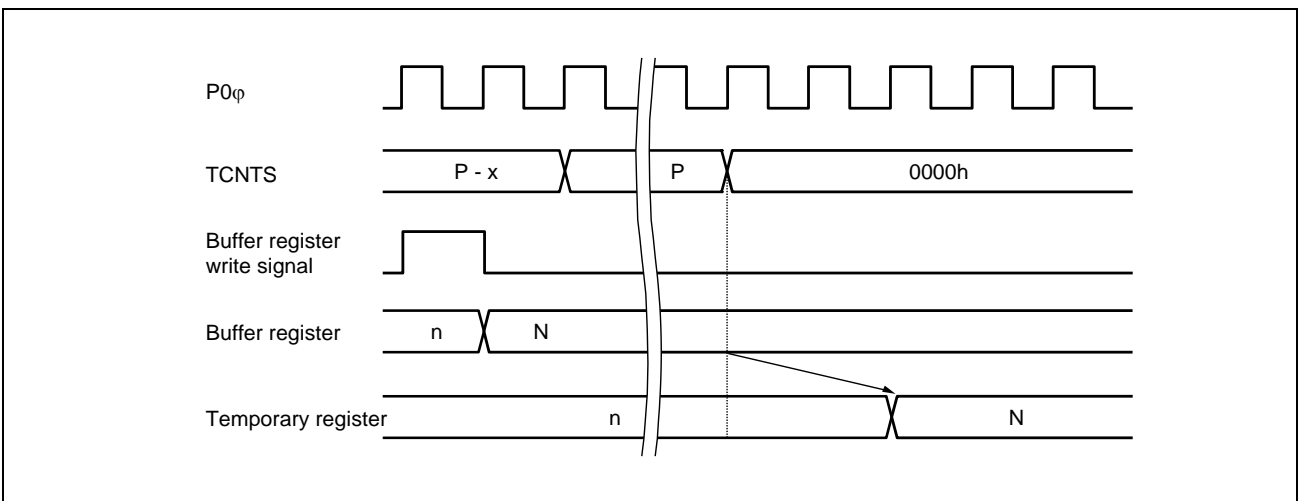 P0φ
TCNTS
P - x
P
0000h
Buffer register
write signal
Buffer register
n
N
Temporary register
n
N